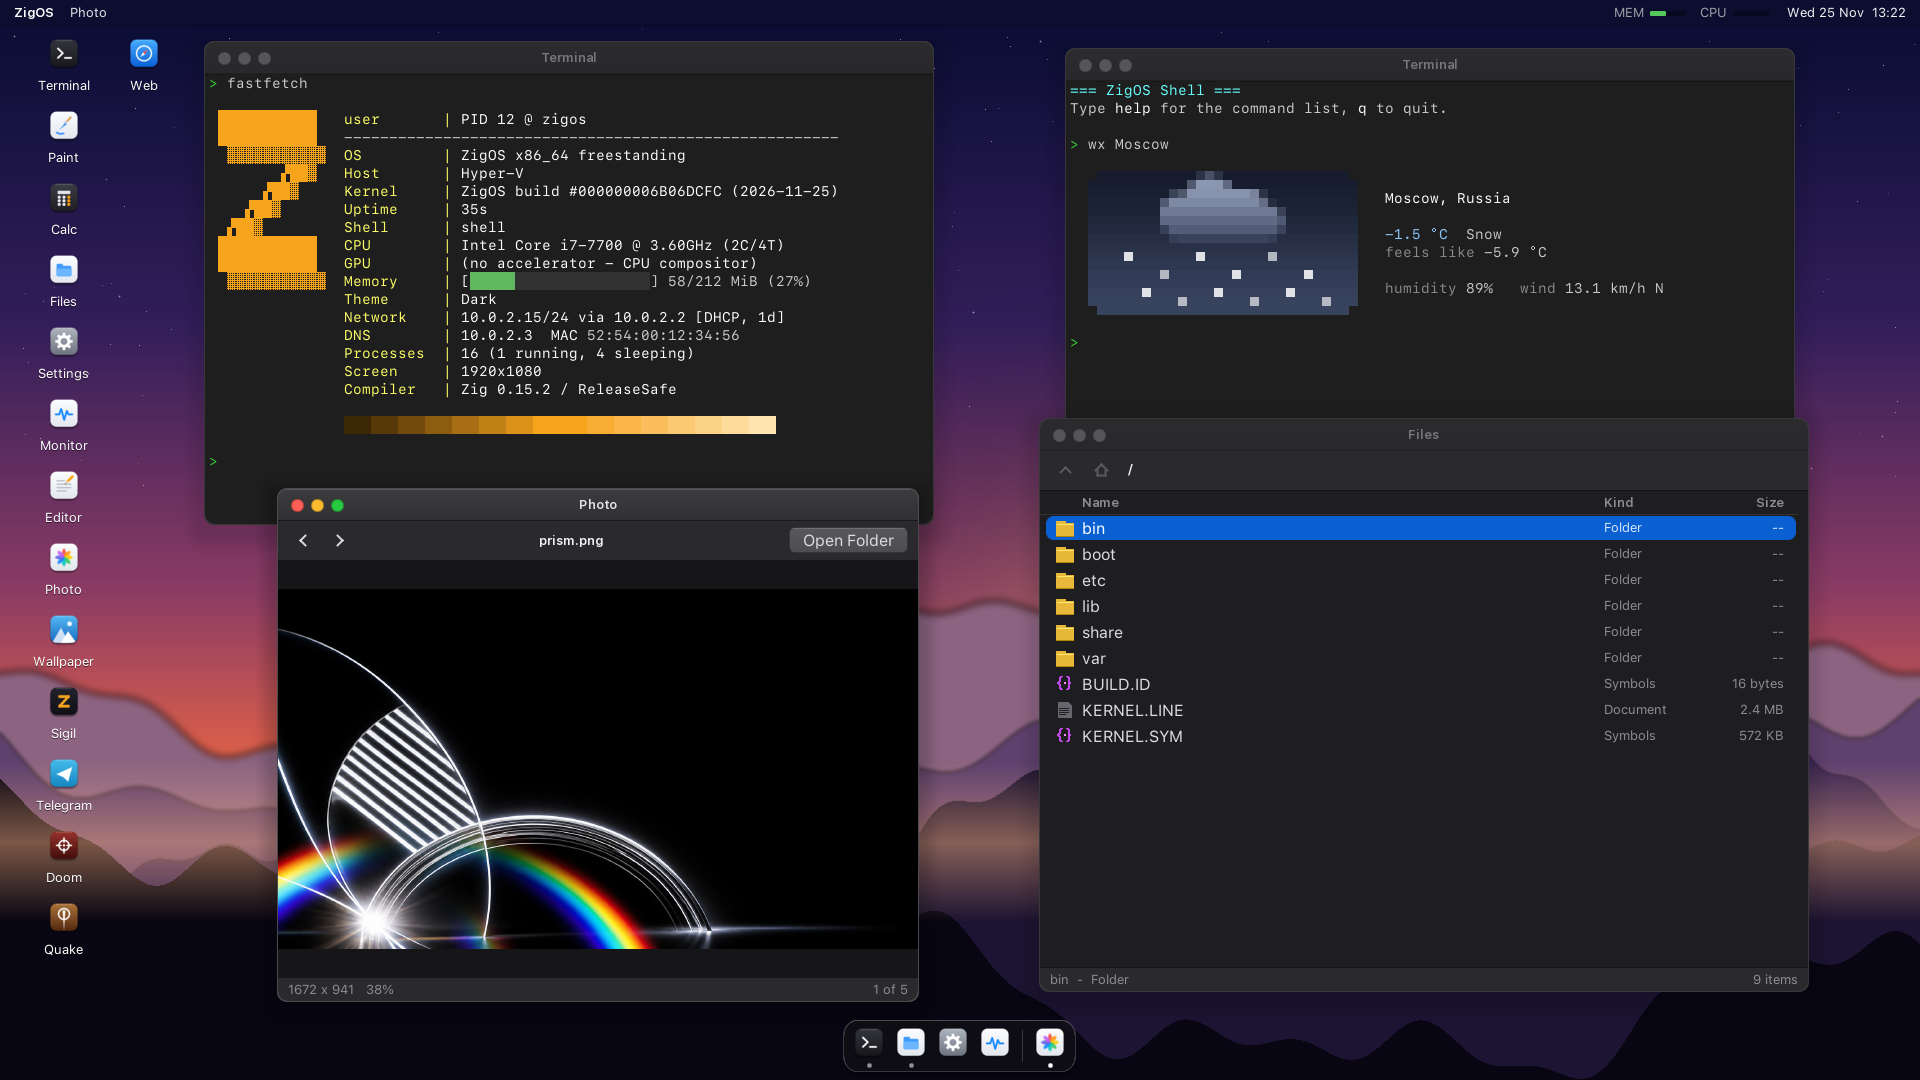 ZigOS Photo
MEM CPU Wed 25 Nov 13:22
Terminal
Web
Paint
Calc
Files
Settings
Monitor
Editor
Photo
Wallpaper
Sigil
Telegram
Doom
Quake
Terminal
> fastfetch
user | PID 12 @ zigos
-------------------------------------------------------
OS | ZigOS x86_64 freestanding
Host | Hyper-V
Kernel | ZigOS build #000000006B06DCFC (2026-11-25)
Uptime | 35s
Shell | shell
CPU | Intel Core i7-7700 @ 3.60GHz (2C/4T)
GPU | (no accelerator - CPU compositor)
Memory | [ ] 58/212 MiB (27%)
Theme | Dark
Network | 10.0.2.15/24 via 10.0.2.2 [DHCP, 1d]
DNS | 10.0.2.3 MAC 52:54:00:12:34:56
Processes | 16 (1 running, 4 sleeping)
Screen | 1920x1080
Compiler | Zig 0.15.2 / ReleaseSafe
>
Terminal
=== ZigOS Shell ===
Type help for the command list, q to quit.
> wx Moscow
Moscow, Russia
-1.5 °C Snow
feels like -5.9 °C
humidity 89% wind 13.1 km/h N
>
Photo
prism.png
Open Folder
1672 x 941 38%
1 of 5
Files
/
Name Kind Size
bin Folder --
boot Folder --
etc Folder --
lib Folder --
share Folder --
var Folder --
BUILD.ID Symbols 16 bytes
KERNEL.LINE Document 2.4 MB
KERNEL.SYM Symbols 572 KB
bin - Folder
9 items